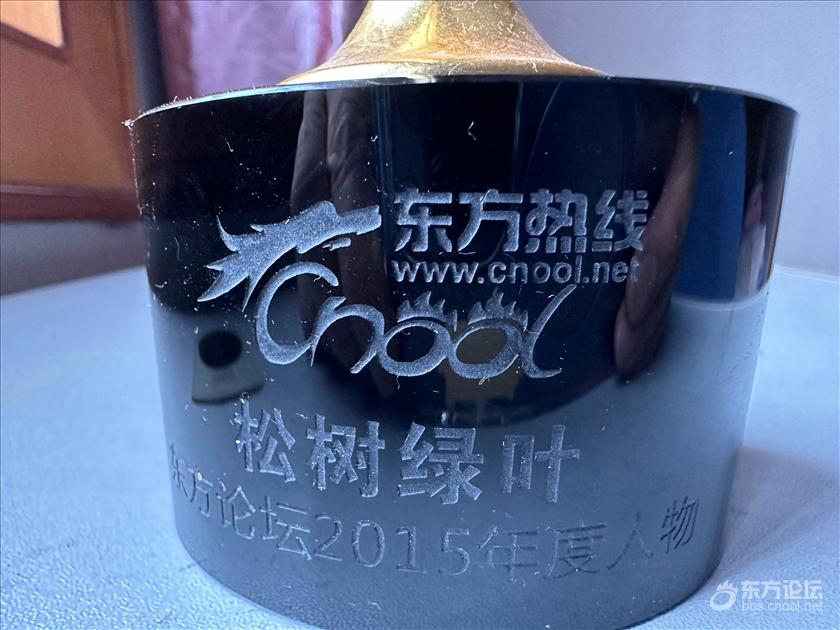 东方热线
www.cnool.net
Cnool
松树绿叶
东方论坛2015年度人物
东方论坛
bbs.cnool.net